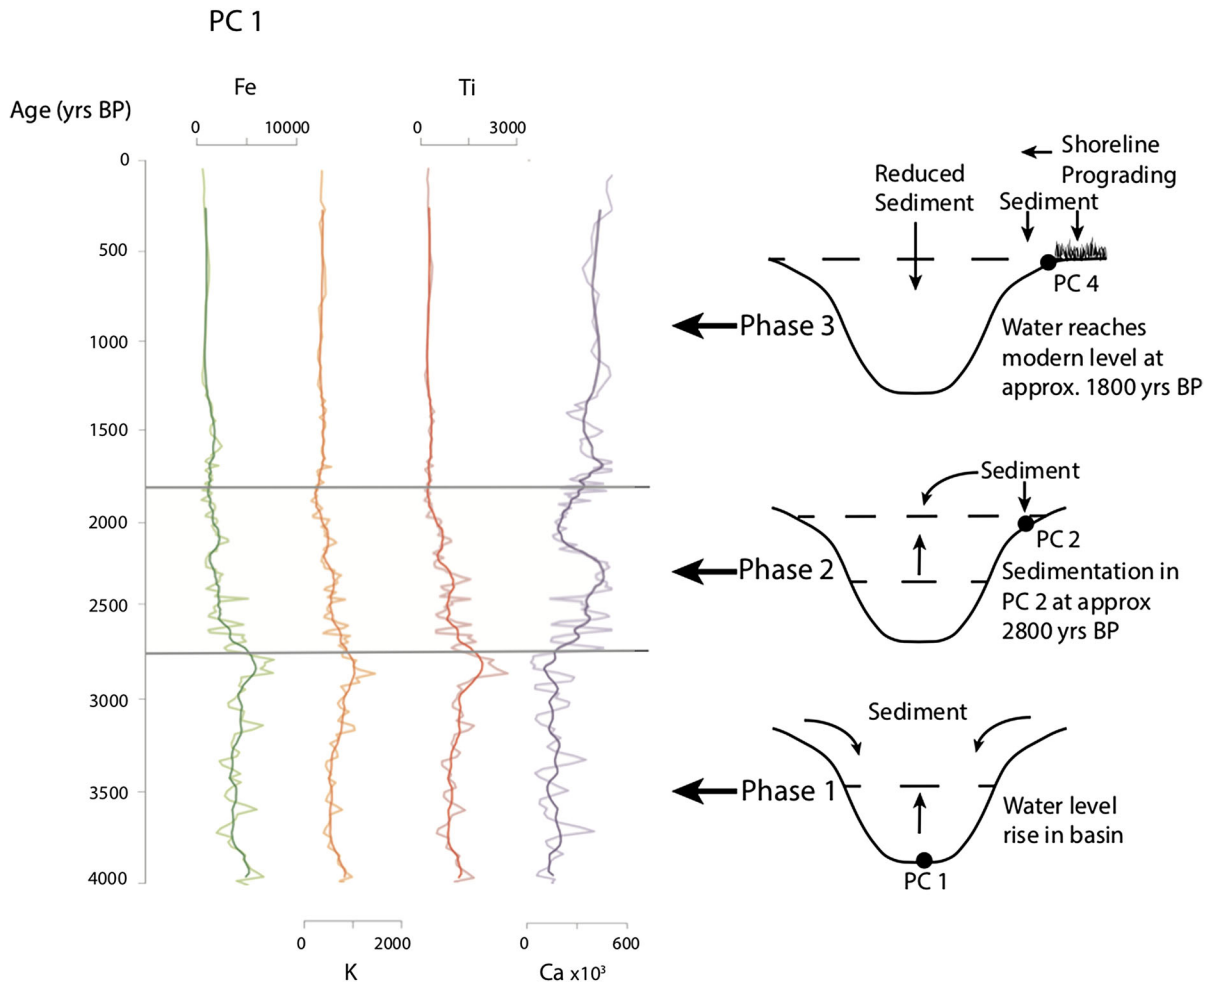 PC 1
Fe
Ti
Age (yrs BP)
0 10000
0 3000
0
500
1000
1500
2000
2500
3000
3500
4000
0 2000
K
0 600
Ca x10³
Shoreline
Prograding
Reduced
Sediment
Sediment
PC 4
Phase 3
Water reaches
modern level at
approx. 1800 yrs BP
Sediment
PC 2
Phase 2
Sedimentation in
PC 2 at approx
2800 yrs BP
Sediment
Phase 1
Water level
rise in basin
PC 1